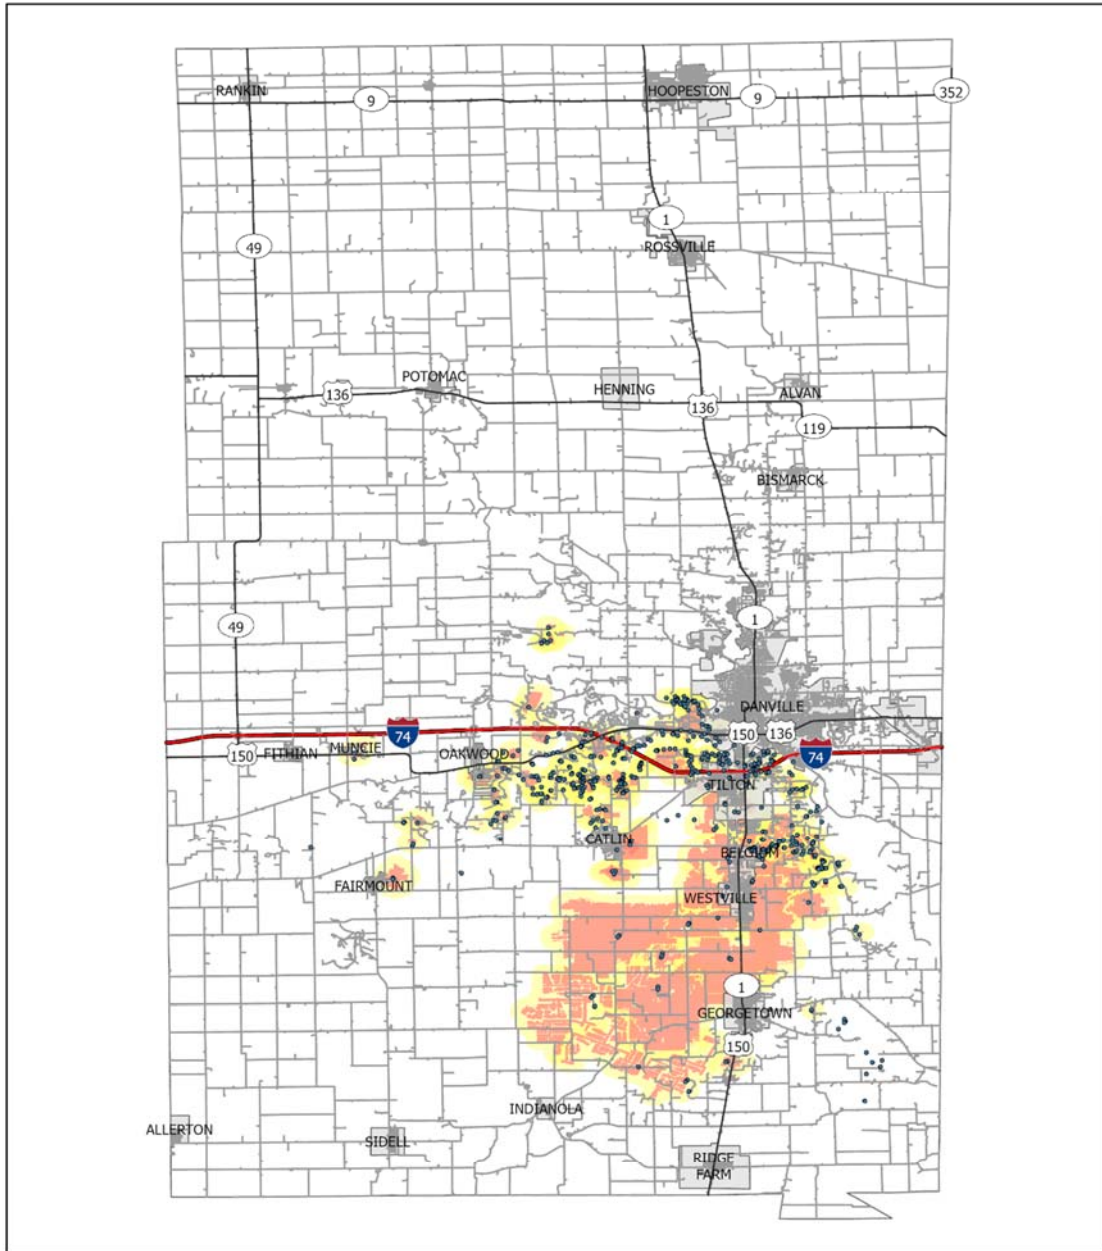 RANKIN
HOOPESTON
9
9
352
1
49
ROSSVILLE
POTOMAC
HENNING
ALVAN
136
136
119
BISMARCK
49
1
DANVILLE
74
150
136
150
FITHIAN
MUNCIE
OAKWOOD
74
TILTON
CATLIN
BELGIUM
FAIRMOUNT
WESTVILLE
1
GEORGETOWN
150
INDIANOLA
ALLERTON
SIDELL
RIDGE
FARM